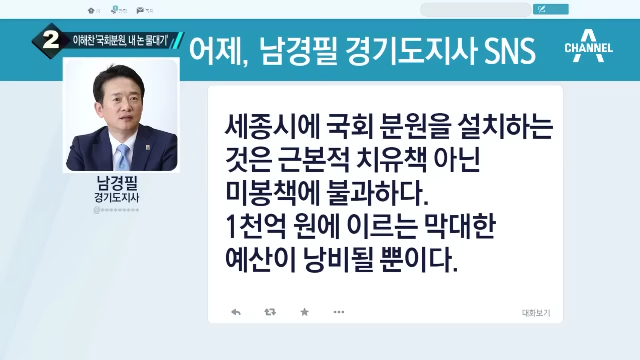 2 이해찬 '국회분원, 내 논 물대기'
어제, 남경필 경기도지사 SNS
CHANNEL A
세종시에 국회 분원을 설치하는
것은 근본적 치유책 아닌
미봉책에 불과하다.
1천억 원에 이르는 막대한
예산이 낭비될 뿐이다.
남경필
경기도지사
@*********
대화보기